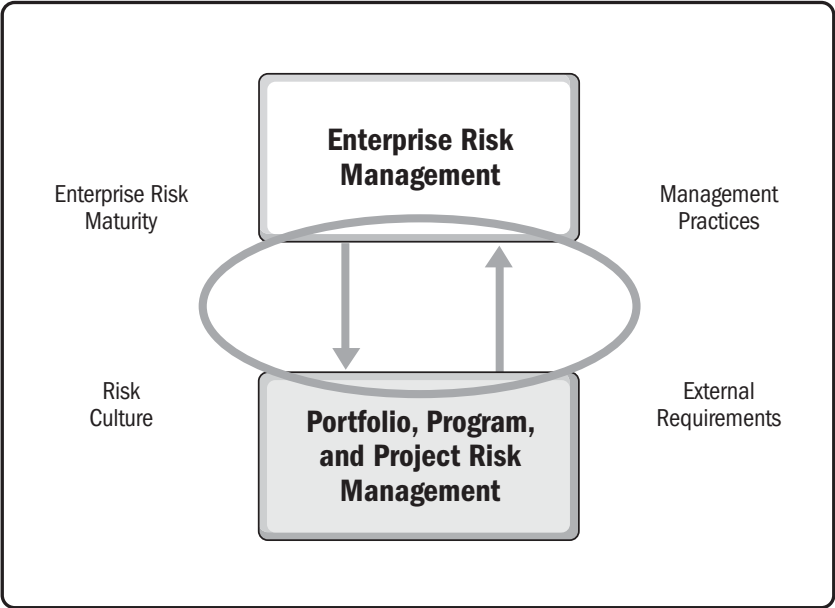 Enterprise Risk
Management
Enterprise Risk
Maturity
Management
Practices
Risk
Culture
External
Requirements
Portfolio, Program,
and Project Risk
Management